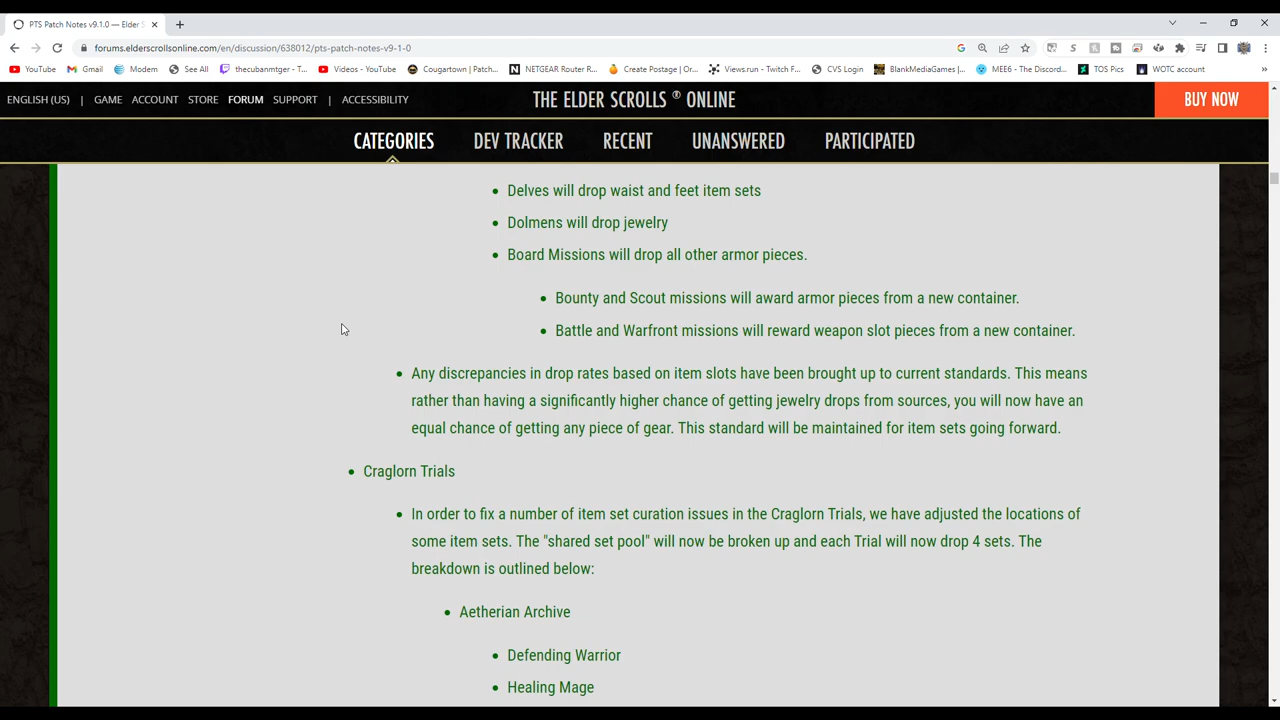 PTS Patch Notes v9.1.0 — Elder S
forums.elderscrollsonline.com/en/discussion/638012/pts-patch-notes-v9-1-0
YouTube Gmail Modem See All thecubanmtger - T... Videos - YouTube Cougartown | Patch... NETGEAR Router R... Create Postage | Or... Views.run - Twitch F... CVS Login BlankMediaGames |... MEE6 - The Discord... TOS Pics WOTC account »
ENGLISH (US) | GAME ACCOUNT STORE FORUM SUPPORT | ACCESSIBILITY THE ELDER SCROLLS ® ONLINE BUY NOW
CATEGORIES DEV TRACKER RECENT UNANSWERED PARTICIPATED
Delves will drop waist and feet item sets
Dolmens will drop jewelry
Board Missions will drop all other armor pieces.
Bounty and Scout missions will award armor pieces from a new container.
Battle and Warfront missions will reward weapon slot pieces from a new container.
Any discrepancies in drop rates based on item slots have been brought up to current standards. This means
rather than having a significantly higher chance of getting jewelry drops from sources, you will now have an
equal chance of getting any piece of gear. This standard will be maintained for item sets going forward.
Craglorn Trials
In order to fix a number of item set curation issues in the Craglorn Trials, we have adjusted the locations of
some item sets. The "shared set pool" will now be broken up and each Trial will now drop 4 sets. The
breakdown is outlined below:
Aetherian Archive
Defending Warrior
Healing Mage